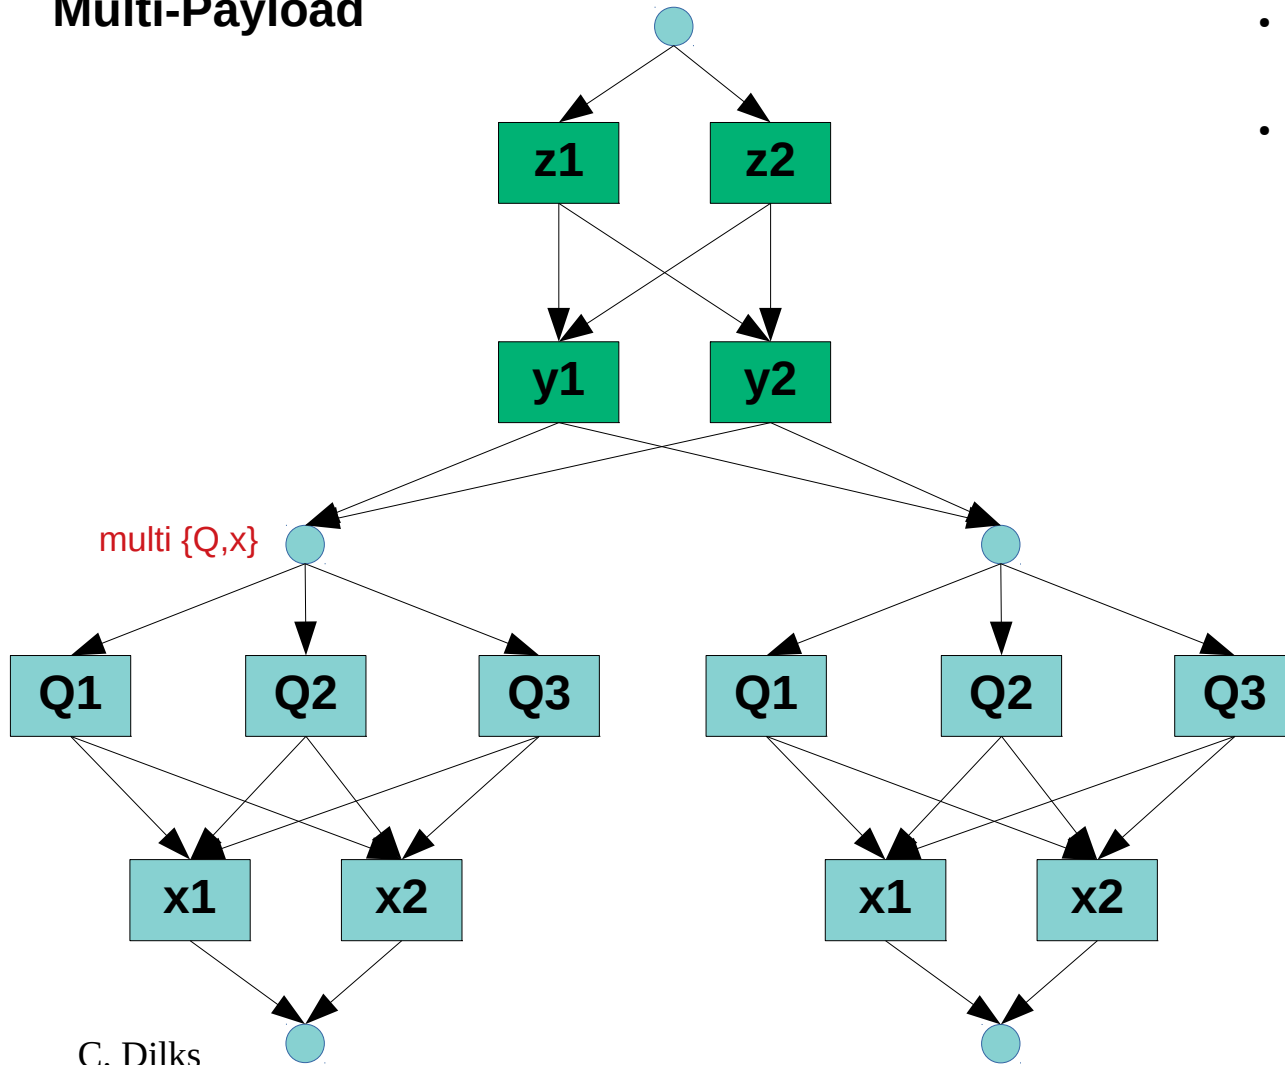 Multi-Payload
•
z1 z2
•
y1 y2
multi {Q,x}
Q1 Q2 Q3 Q1 Q2 Q3
x1 x2 x1 x2
C. Dilks